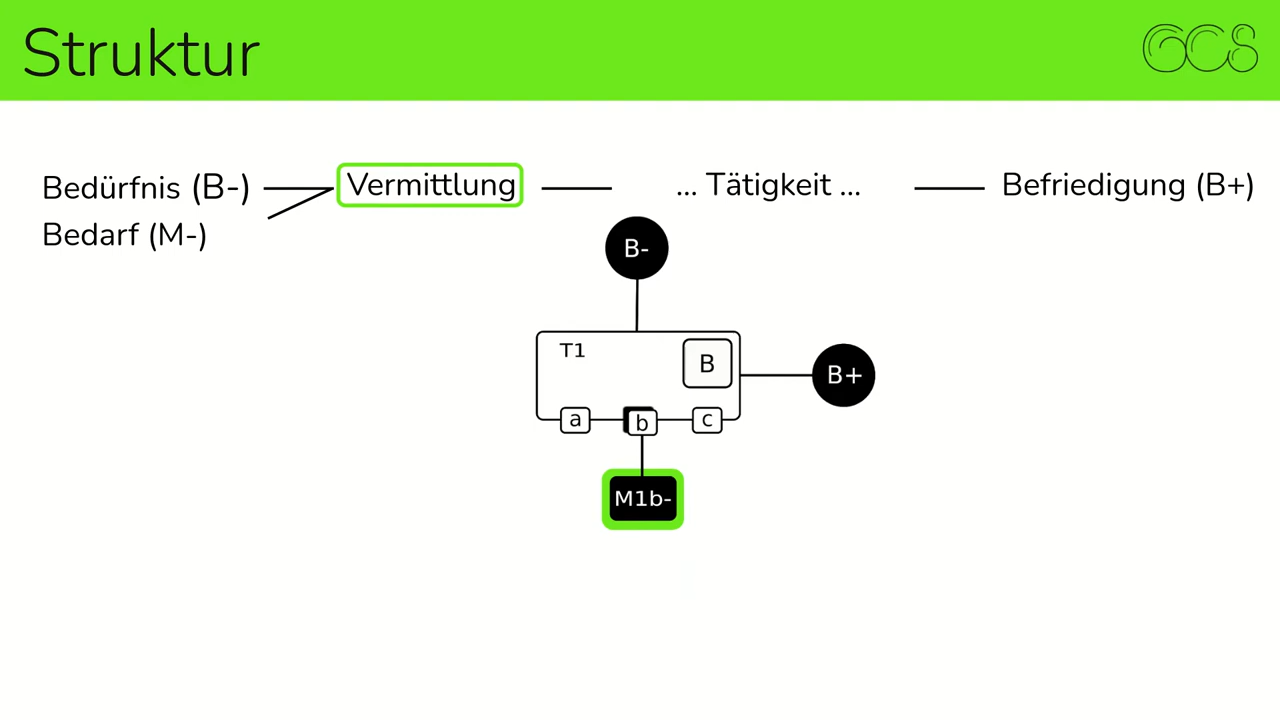 Struktur
GCS
Bedürfnis (B-)
Vermittlung
... Tätigkeit ...
Befriedigung (B+)
Bedarf (M-)
B-
T1
B
B+
a
b
c
M1b-